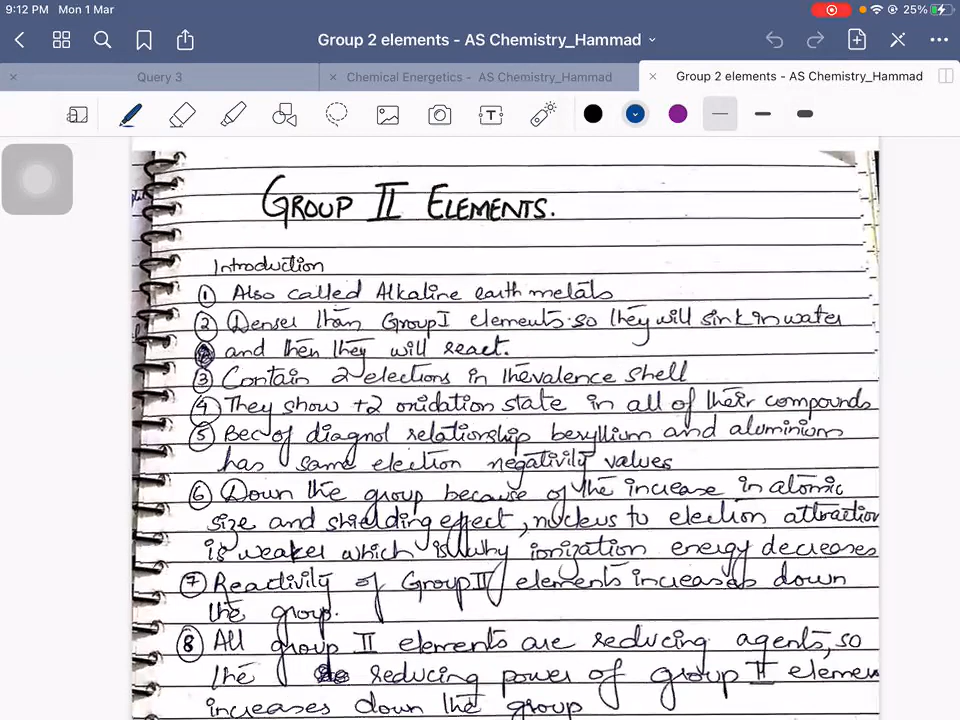 9:12 PM Mon 1 Mar
25%
Group 2 elements - AS Chemistry_Hammad
Query 3
Chemical Energetics - AS Chemistry_Hammad
Group 2 elements - AS Chemistry_Hammad
GROUP II ELEMENTS.
Introduction
① Also called Alkaline earth metals
② Denser than Group I elements so they will sink in water
and then they will react.
③ Contain 2 electrons in the valence shell
④ They show +2 oxidation state in all of their compounds
⑤ Bec of diagnol relationship beryllium and aluminium
has same electron negativity values
⑥ Down the group because of the increase in atomic
size and shielding effect, nucleus to electron attraction
is weaker which is why ionization energy decreases
⑦ Reactivity of Group II elements increases down
the group.
⑧ All group II elements are reducing agents, so
the reducing power of group II elemen
increases down the group